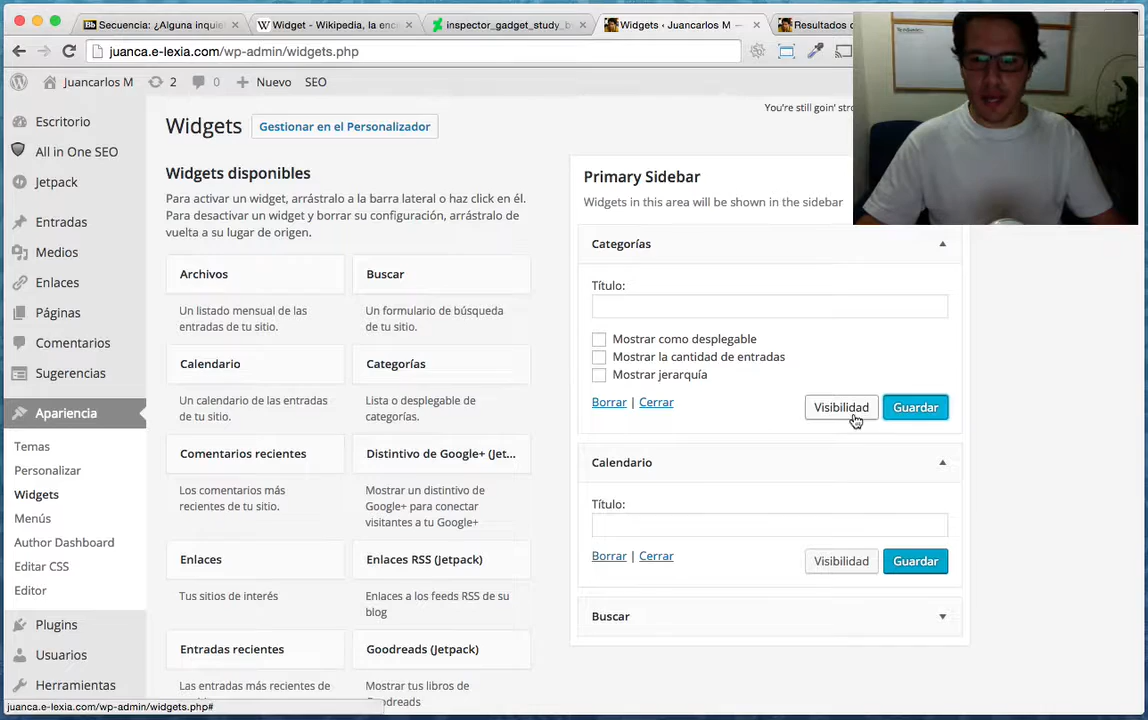 Secuencia: ¿Alguna inquie
Widget - Wikipedia, la enc
inspector_gadget_study_b
Widgets ‹ Juancarlos M —
Resultados d
juanca.e-lexia.com/wp-admin/widgets.php
Juancarlos M
2
0
Nuevo
SEO
You're still goin' stro
Escritorio
All in One SEO
Jetpack
Entradas
Medios
Enlaces
Páginas
Comentarios
Sugerencias
Apariencia
Temas
Personalizar
Widgets
Menús
Author Dashboard
Editar CSS
Editor
Plugins
Usuarios
Herramientas
Widgets
Gestionar en el Personalizador
Widgets disponibles
Para activar un widget, arrástralo a la barra lateral o haz click en él.
Para desactivar un widget y borrar su configuración, arrástralo de
vuelta a su lugar de origen.
Archivos
Un listado mensual de las
entradas de tu sitio.
Buscar
Un formulario de búsqueda
de tu sitio.
Calendario
Un calendario de las entradas
de tu sitio.
Categorías
Lista o desplegable de
categorías.
Comentarios recientes
Los comentarios más
recientes de tu sitio.
Distintivo de Google+ (Jet...
Mostrar un distintivo de
Google+ para conectar
visitantes a tu Google+
Enlaces
Tus sitios de interés
Enlaces RSS (Jetpack)
Enlaces a los feeds RSS de su
blog
Entradas recientes
Las entradas más recientes de
Goodreads (Jetpack)
Mostrar tus libros de
Goodreads
Primary Sidebar
Widgets in this area will be shown in the sidebar
Categorías
Título:
Mostrar como desplegable
Mostrar la cantidad de entradas
Mostrar jerarquía
Borrar | Cerrar
Visibilidad
Guardar
Calendario
Título:
Borrar | Cerrar
Visibilidad
Guardar
Buscar
juanca.e-lexia.com/wp-admin/widgets.php#